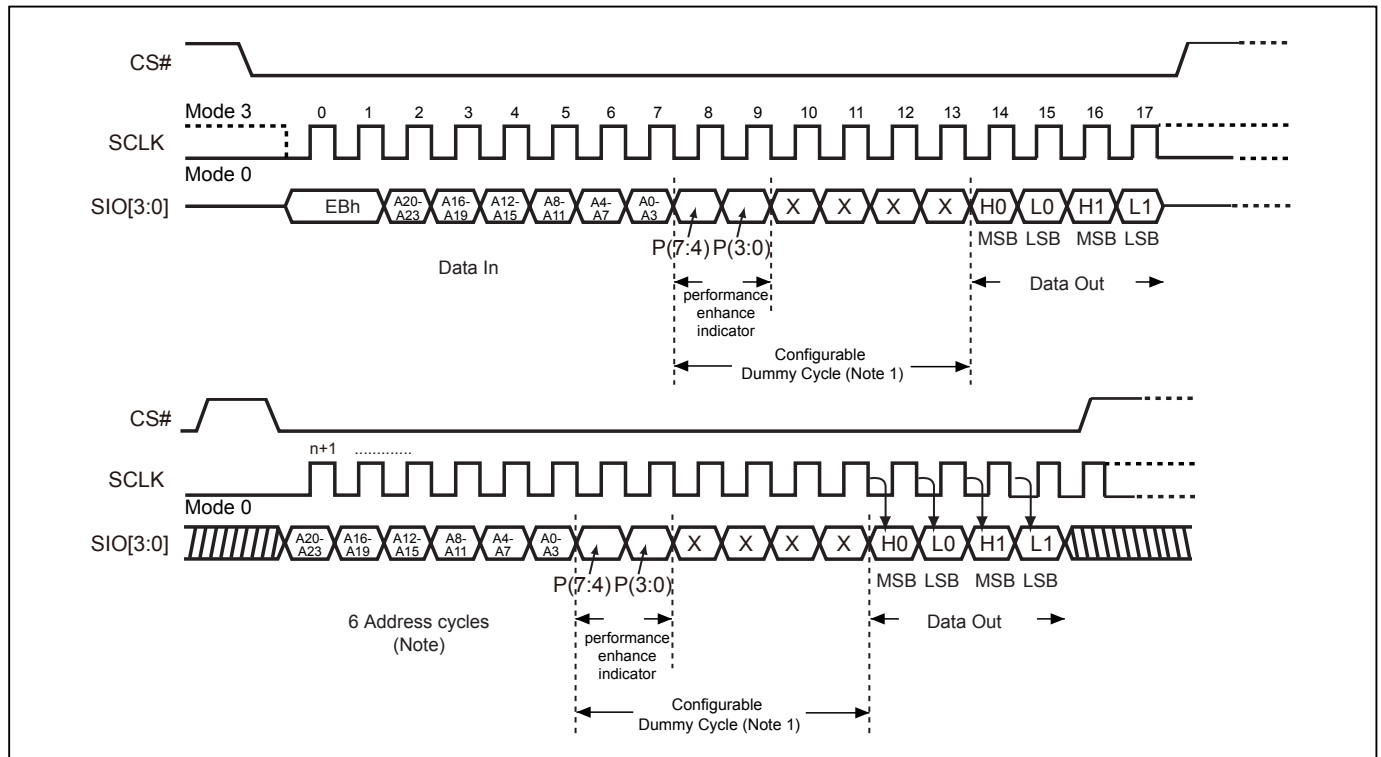 CS#
Mode 3
0 1 2 3 4 5 6 7 8 9 10 11 12 13 14 15 16 17
SCLK
Mode 0
SIO[3:0]
EBh
A20-A23
A16-A19
A12-A15
A8-A11
A4-A7
A0-A3
X X X X
H0 L0 H1 L1
P(7:4) P(3:0)
MSB LSB MSB LSB
Data In
Data Out
performance
enhance
indicator
Configurable
Dummy Cycle (Note 1)
CS#
n+1 .............
SCLK
Mode 0
SIO[3:0]
A20-A23
A16-A19
A12-A15
A8-A11
A4-A7
A0-A3
X X X X
H0 L0 H1 L1
P(7:4) P(3:0)
MSB LSB MSB LSB
6 Address cycles
(Note)
Data Out
performance
enhance
indicator
Configurable
Dummy Cycle (Note 1)